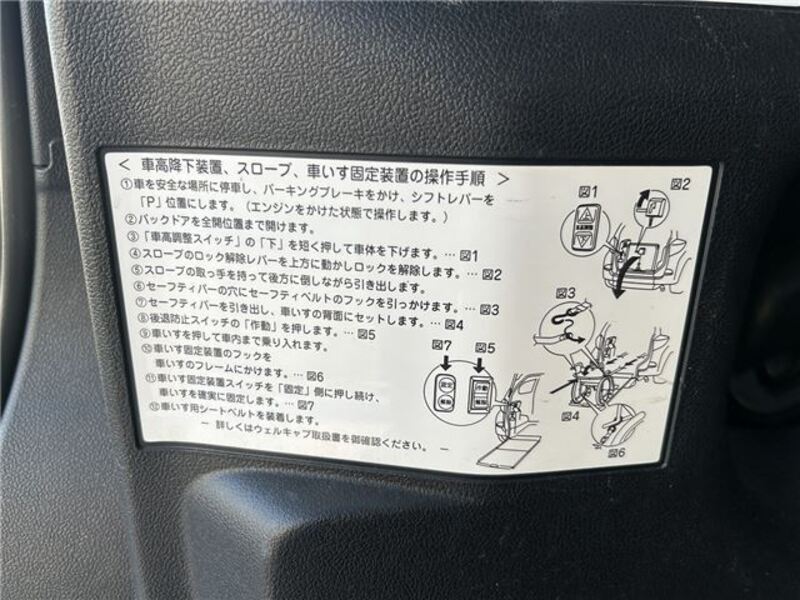 ＜ 車高降下装置、スロープ、車いす固定装置の操作手順 ＞
①車を安全な場所に停車し、パーキングブレーキをかけ、シフトレバーを
「P」位置にします。（エンジンをかけた状態で操作します。）
②バックドアを全開位置まで開けます。
③「車高調整スイッチ」の「下」を短く押して車体を下げます。… 図1
④スロープのロック解除レバーを上方に動かしロックを解除します。… 図2
⑤スロープの取っ手を持って後方に倒しながら引き出します。
⑥セーフティバーの穴にセーフティベルトのフックを引っかけます。… 図3
⑦セーフティバーを引き出し、車いすの背面にセットします。… 図4
⑧後退防止スイッチの「作動」を押します。… 図5
⑨車いすを押して車内まで乗り入れます。
⑩車いす固定装置のフックを
車いすのフレームにかけます。… 図6
⑪車いす固定装置スイッチを「固定」側に押し続け、
車いすを確実に固定します。… 図7
⑫車いす用シートベルトを装着します。
－ 詳しくはウェルキャブ取扱書を御確認ください。 －
図1
図2
P
図3
図4
図7
図5
固定
解除
作動
解除
図6